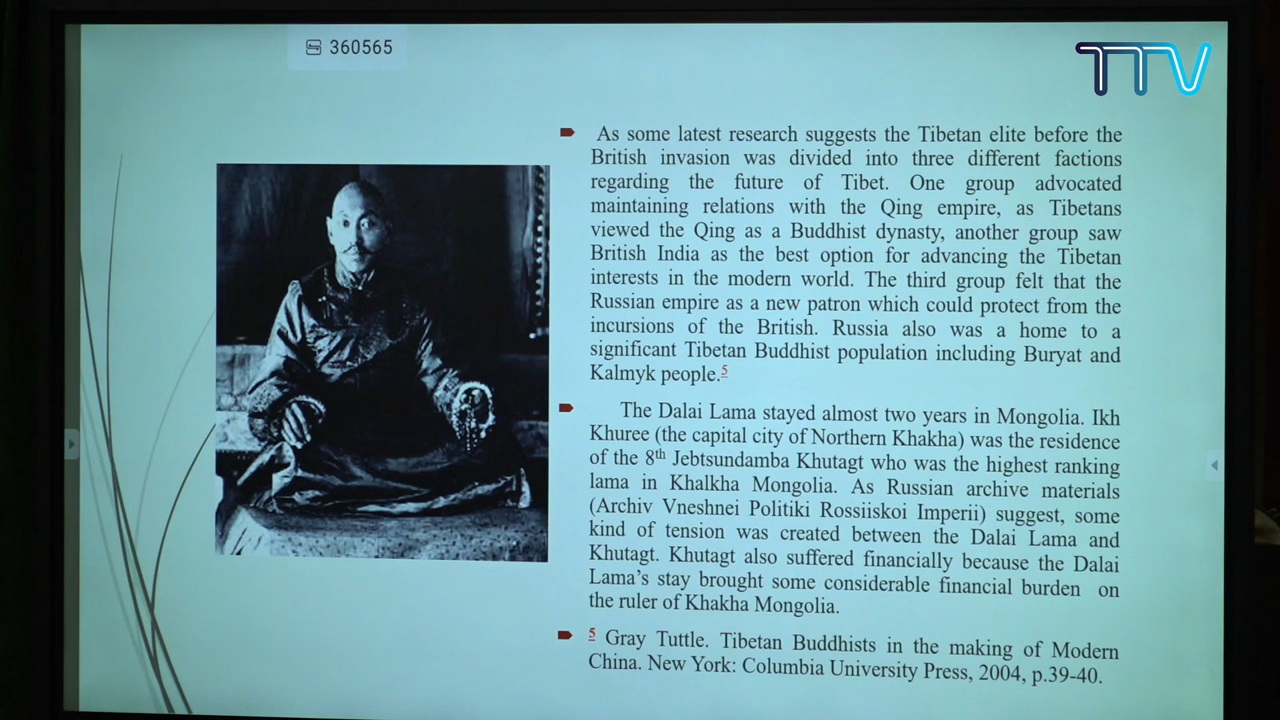 360565
TTV
As some latest research suggests the Tibetan elite before the
British invasion was divided into three different factions
regarding the future of Tibet. One group advocated
maintaining relations with the Qing empire, as Tibetans
viewed the Qing as a Buddhist dynasty, another group saw
British India as the best option for advancing the Tibetan
interests in the modern world. The third group felt that the
Russian empire as a new patron which could protect from the
incursions of the British. Russia also was a home to a
significant Tibetan Buddhist population including Buryat and
Kalmyk people.5
The Dalai Lama stayed almost two years in Mongolia. Ikh
Khuree (the capital city of Northern Khakha) was the residence
of the 8th Jebtsundamba Khutagt who was the highest ranking
lama in Khalkha Mongolia. As Russian archive materials
(Archiv Vneshnei Politiki Rossiiskoi Imperii) suggest, some
kind of tension was created between the Dalai Lama and
Khutagt. Khutagt also suffered financially because the Dalai
Lama's stay brought some considerable financial burden on
the ruler of Khakha Mongolia.
5 Gray Tuttle. Tibetan Buddhists in the making of Modern
China. New York: Columbia University Press, 2004, p.39-40.